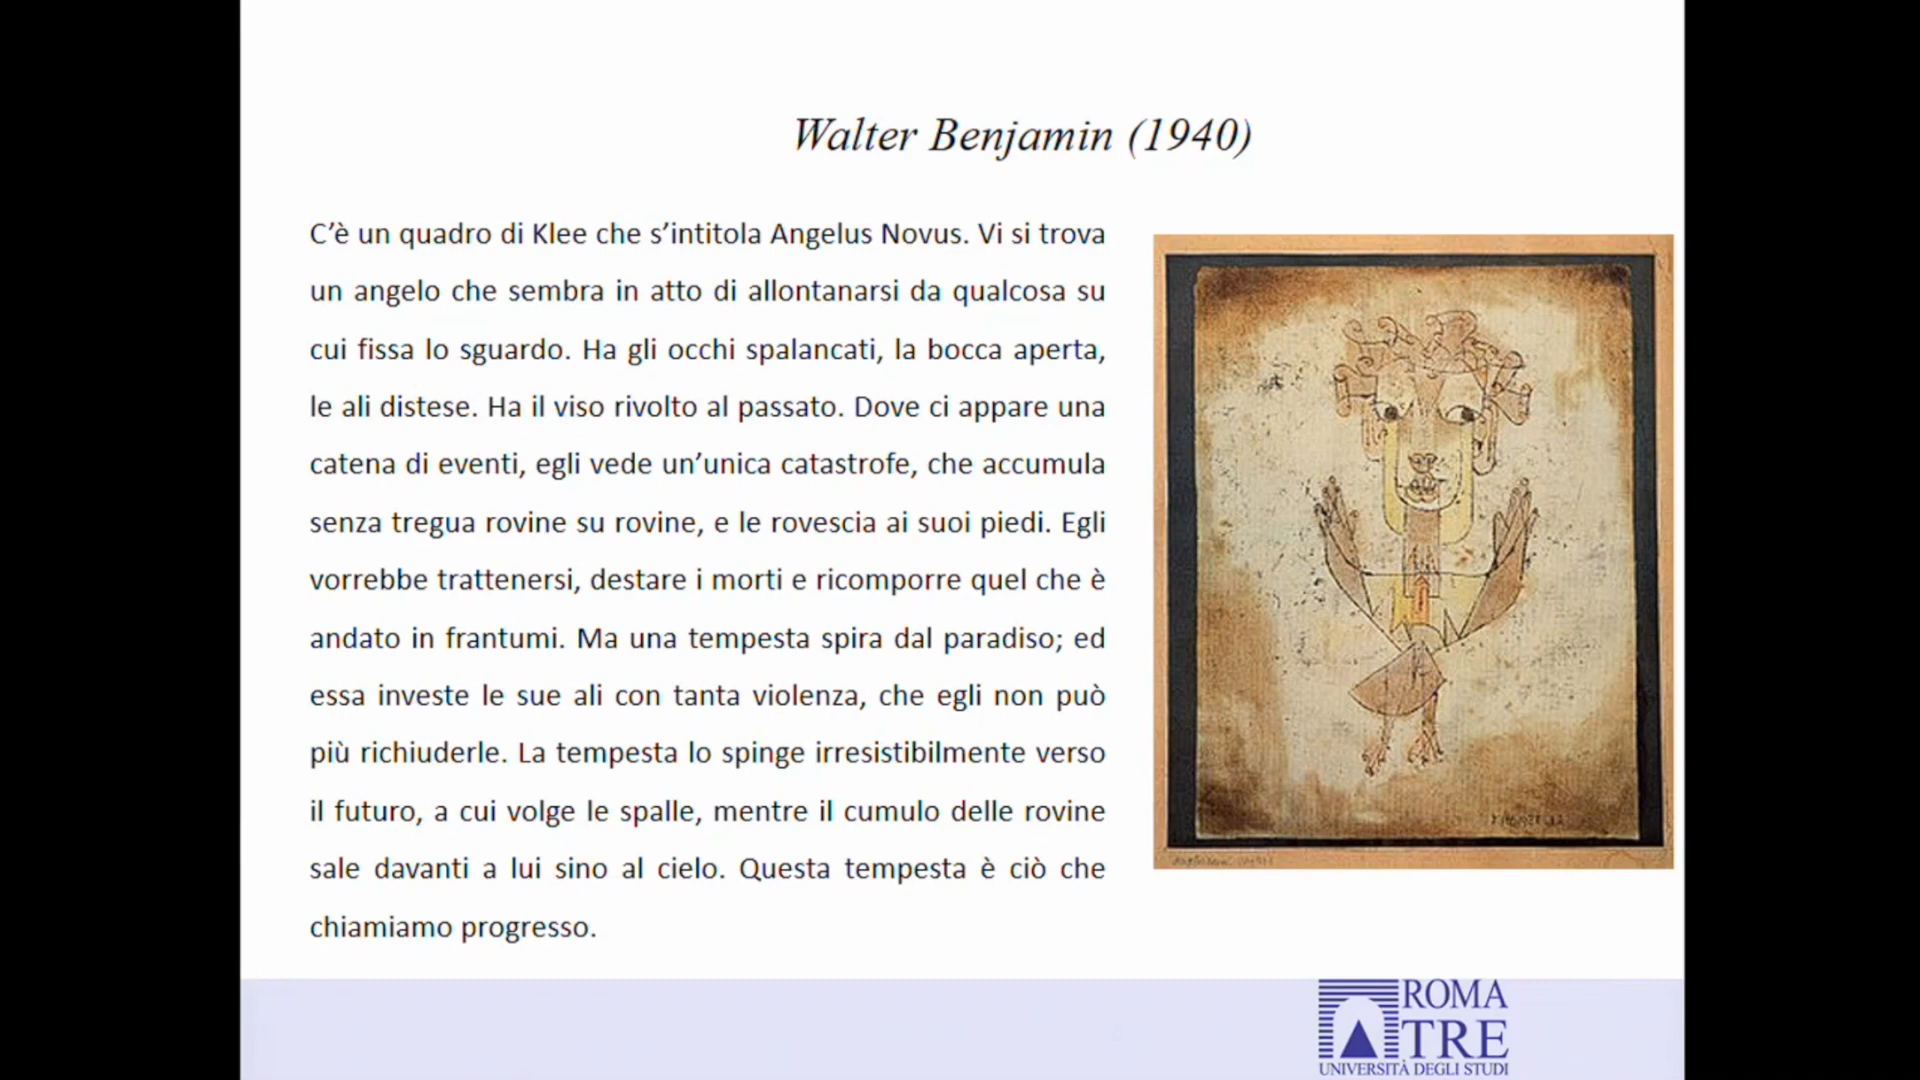 Walter Benjamin (1940)
C’è un quadro di Klee che s’intitola Angelus Novus. Vi si trova
un angelo che sembra in atto di allontanarsi da qualcosa su
cui fissa lo sguardo. Ha gli occhi spalancati, la bocca aperta,
le ali distese. Ha il viso rivolto al passato. Dove ci appare una
catena di eventi, egli vede un’unica catastrofe, che accumula
senza tregua rovine su rovine, e le rovescia ai suoi piedi. Egli
vorrebbe trattenersi, destare i morti e ricomporre quel che è
andato in frantumi. Ma una tempesta spira dal paradiso; ed
essa investe le sue ali con tanta violenza, che egli non può
più richiuderle. La tempesta lo spinge irresistibilmente verso
il futuro, a cui volge le spalle, mentre il cumulo delle rovine
sale davanti a lui sino al cielo. Questa tempesta è ciò che
chiamiamo progresso.
ROMA
TRE
UNIVERSITÀ DEGLI STUDI